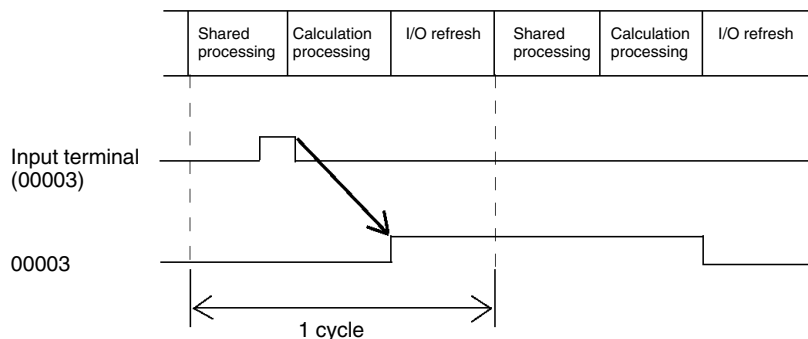 Shared processing
Calculation processing
I/O refresh
Shared processing
Calculation processing
I/O refresh
Input terminal
(00003)
00003
1 cycle